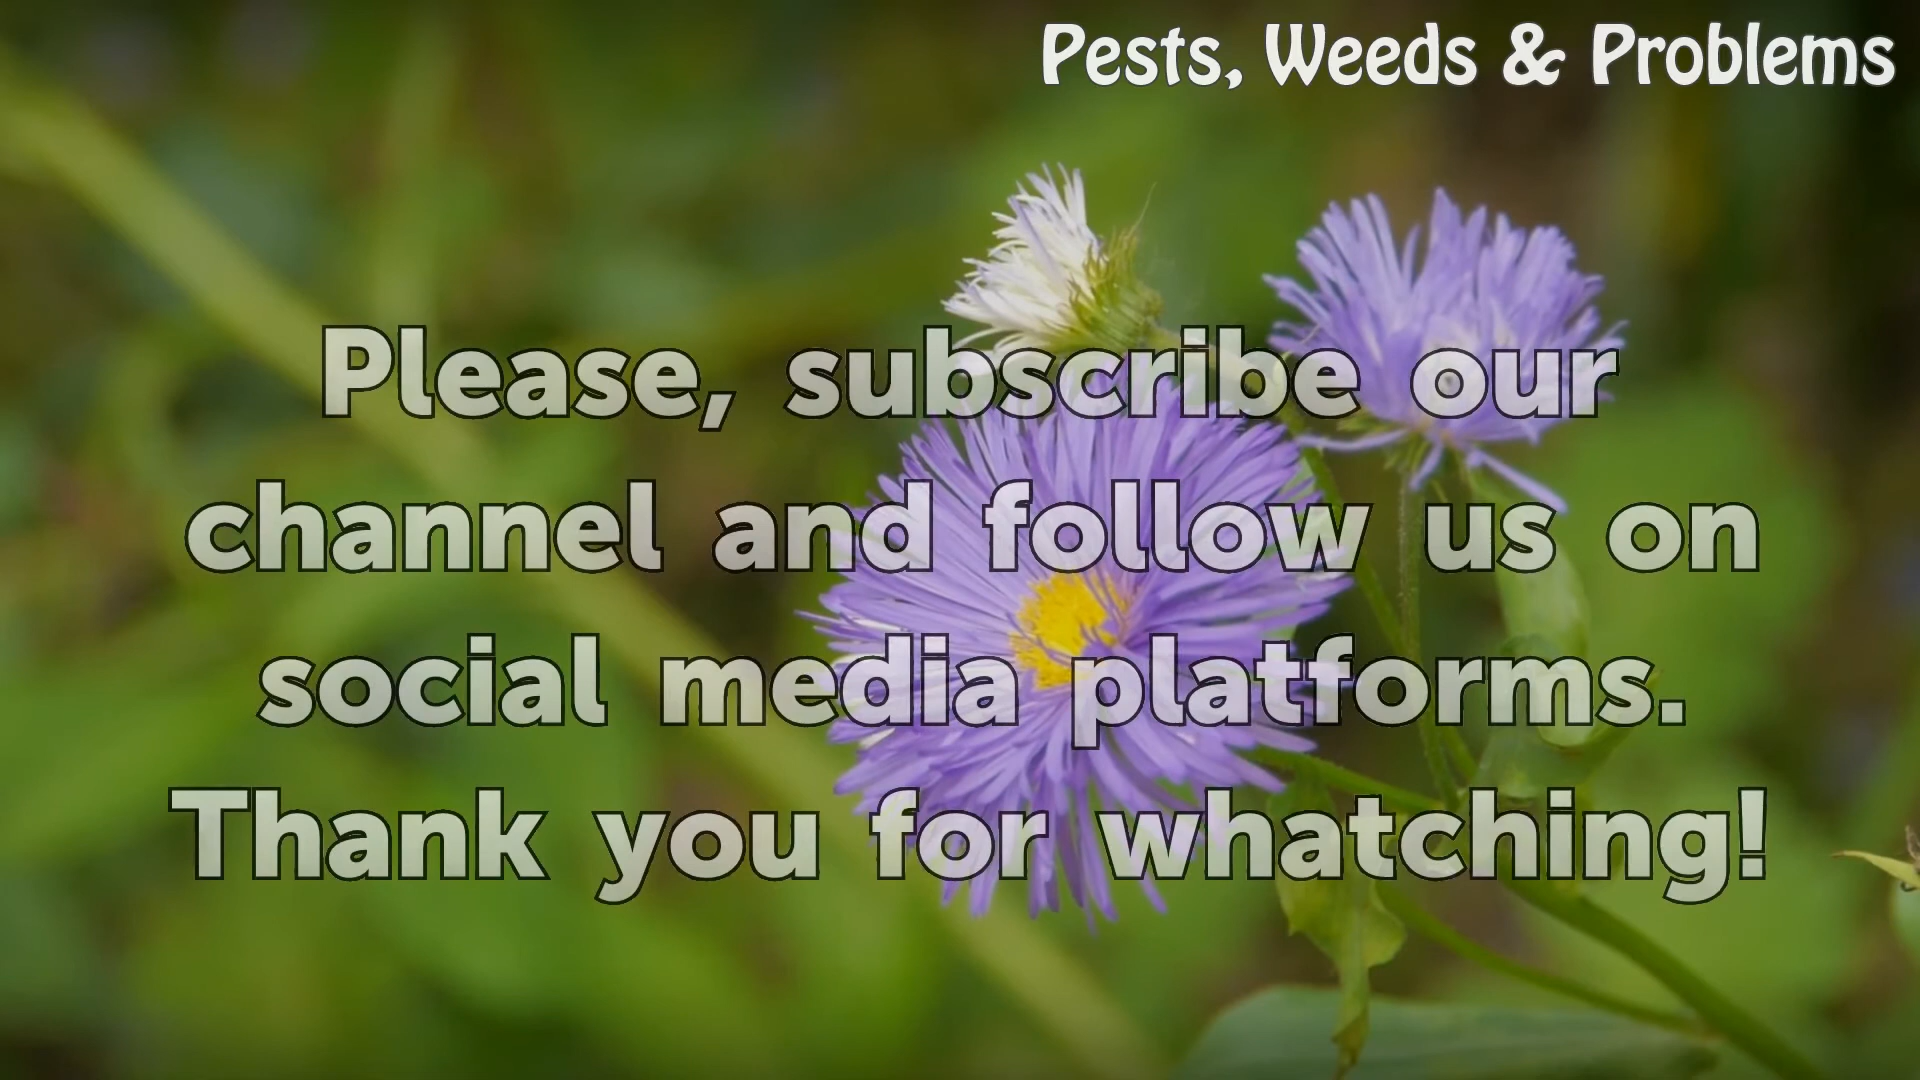 Pests, Weeds & Problems
Please, subscribe our
channel and follow us on
social media platforms.
Thank you for whatching!